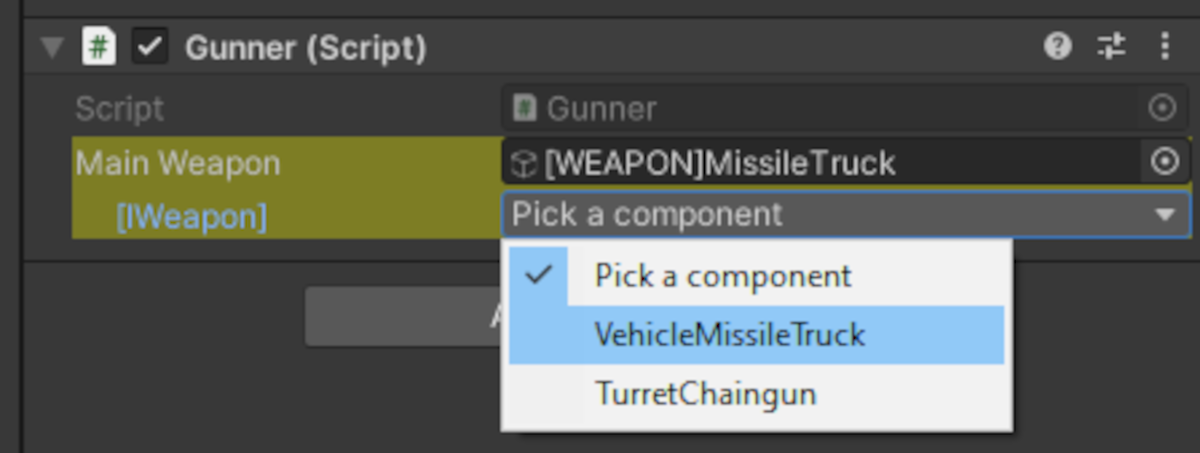 # Gunner (Script)
Script # Gunner
Main Weapon [WEAPON]MissileTruck
[IWeapon] Pick a component
Pick a component
VehicleMissileTruck
TurretChaingun